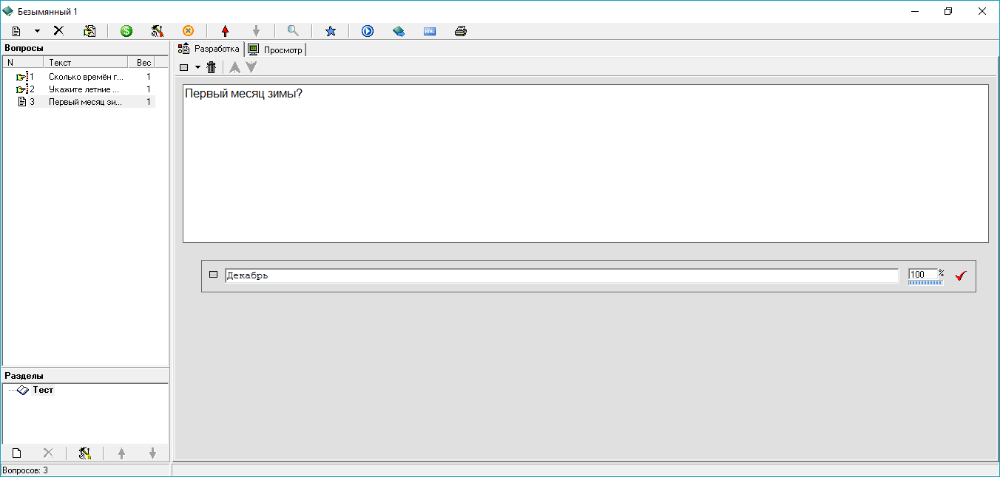 Безымянный 1
Вопросы
N Текст Вес
1 Сколько времён г... 1
2 Укажите летние ... 1
3 Первый месяц зи... 1
Разделы
Тест
Вопросов: 3
Разработка Просмотр
Первый месяц зимы?
Декабрь 100 %